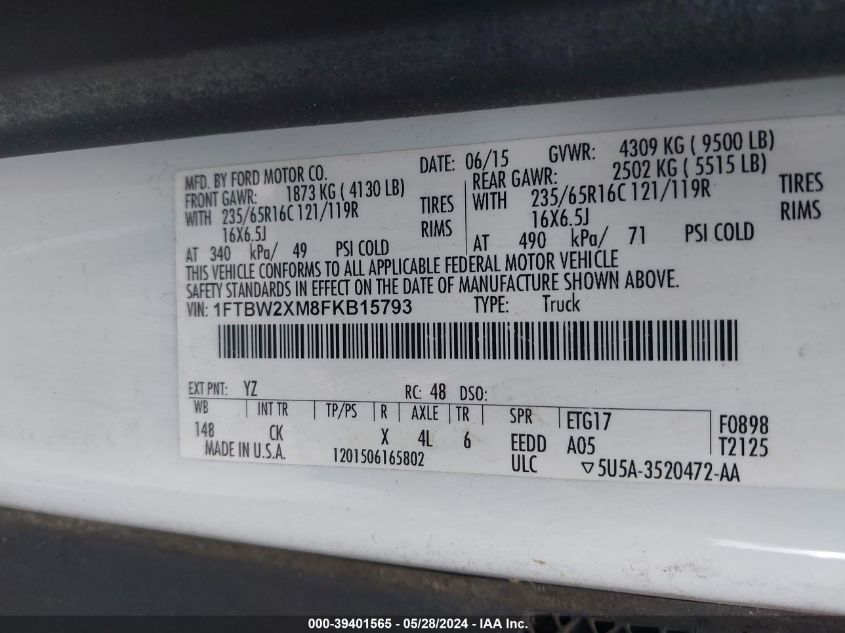 MFD. BY FORD MOTOR CO. DATE: 06/15 GVWR: 4309 KG ( 9500 LB)
FRONT GAWR: 1873 KG ( 4130 LB) REAR GAWR: 2502 KG ( 5515 LB)
WITH 235/65R16C 121/119R TIRES WITH 235/65R16C 121/119R TIRES
16X6.5J RIMS 16X6.5J RIMS
AT 340 kPa/ 49 PSI COLD AT 490 kPa/ 71 PSI COLD
THIS VEHICLE CONFORMS TO ALL APPLICABLE FEDERAL MOTOR VEHICLE
SAFETY STANDARDS IN EFFECT ON THE DATE OF MANUFACTURE SHOWN ABOVE.
VIN: 1FTBW2XM8FKB15793 TYPE: Truck
EXT PNT: YZ RC: 48 DSO:
WB INT TR TP/PS R AXLE TR SPR ETG17 F0898
148 CK X 4L 6 EEDD A05 T2125
MADE IN U.S.A. 1201506165802 ULC ▽5U5A-3520472-AA
000-39401565 - 05/28/2024 - IAA Inc.